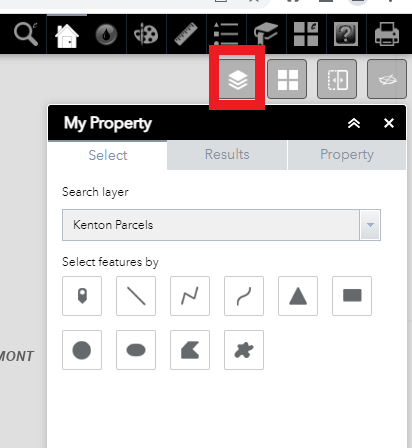 My Property
Select Results Property
Search layer
Kenton Parcels
Select features by
MONT